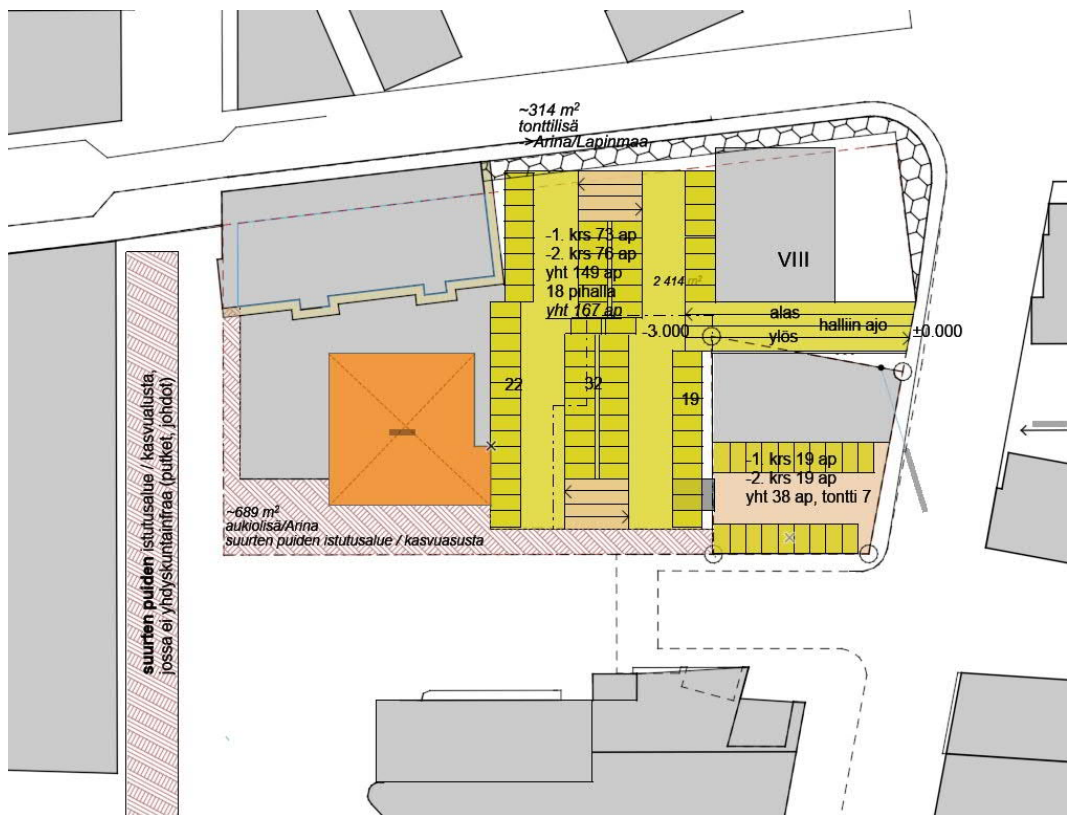 ~314 m²
tonttilisä
->Arina/Lapinmaa
-1. krs 73 ap
-2. krs 76 ap
yht 149 ap
18 pihalla
yht 167 ap
2 414 m²
VIII
alas
halliin ajo
ylös
-3.000
±0.000
22
32
19
-1. krs 19 ap
-2. krs 19 ap
yht 38 ap, tontti 7
~689 m²
aukiolisä/Arina
suurten puiden istutusalue / kasvuasusta
suurten puiden istutusalue / kasvualusta,
jossa ei yhdyskuntainfraa (putket, johdot)